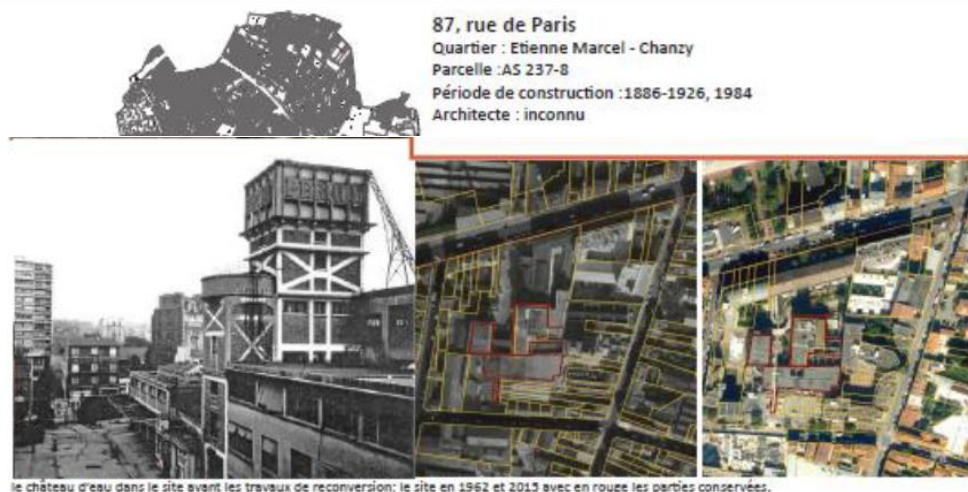 87, rue de Paris
Quartier : Etienne Marcel - Chanzy
Parcelle :AS 237-8
Période de construction :1886-1926, 1984
Architecte : inconnu
le château d'eau dans le site avant les travaux de reconversion; le site en 1962 et 2015 avec en rouge les parties conservées.